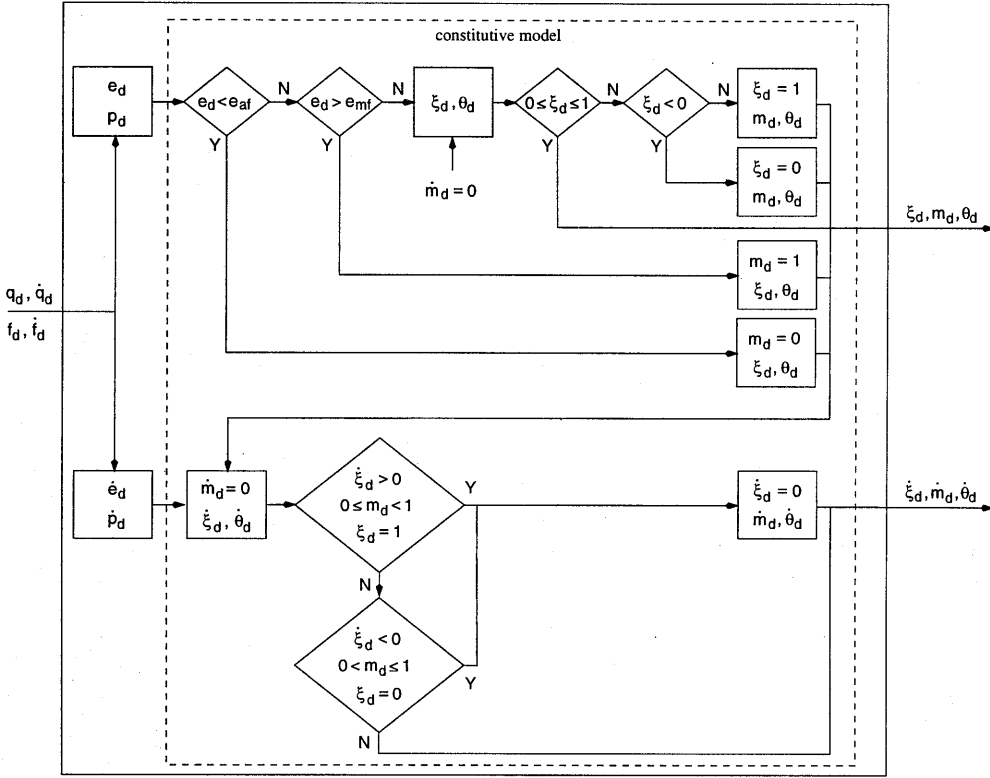 constitutive model
e_d
p_d
e_d < e_af
N
Y
e_d > e_mf
N
Y
ξ_d, θ_d
ṁ_d = 0
0 ≤ ξ_d ≤ 1
N
Y
ξ_d < 0
N
Y
ξ_d = 1
m_d, θ_d
ξ_d = 0
m_d, θ_d
ξ_d, m_d, θ_d
m_d = 1
ξ_d, θ_d
m_d = 0
ξ_d, θ_d
q_d, q̇_d
f_d, ḟ_d
ė_d
ṗ_d
ṁ_d = 0
ξ̇_d, θ̇_d
ξ̇_d > 0
0 ≤ m_d < 1
ξ_d = 1
Y
N
ξ̇_d = 0
ṁ_d, θ̇_d
ξ̇_d, ṁ_d, θ̇_d
ξ̇_d < 0
0 < m_d ≤ 1
ξ_d = 0
Y
N